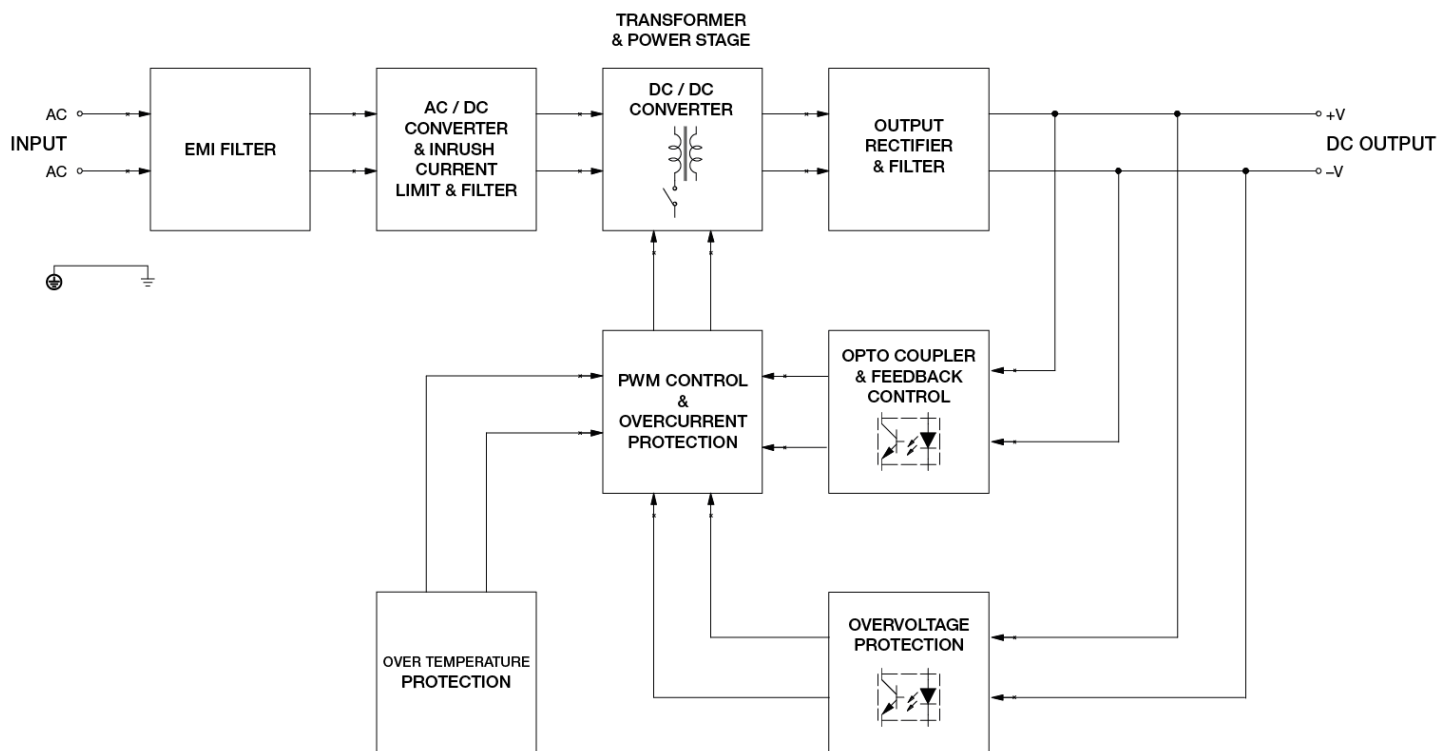 TRANSFORMER
& POWER STAGE
AC
INPUT
AC
EMI FILTER
AC / DC
CONVERTER
& INRUSH
CURRENT
LIMIT & FILTER
DC / DC
CONVERTER
OUTPUT
RECTIFIER
& FILTER
+V
DC OUTPUT
–V
PWM CONTROL
&
OVERCURRENT
PROTECTION
OPTO COUPLER
& FEEDBACK
CONTROL
OVER TEMPERATURE
PROTECTION
OVERVOLTAGE
PROTECTION